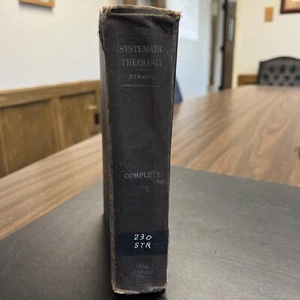 SYSTEMATIC
THEOLOGY
STRONG
COMPLETE
230
STR